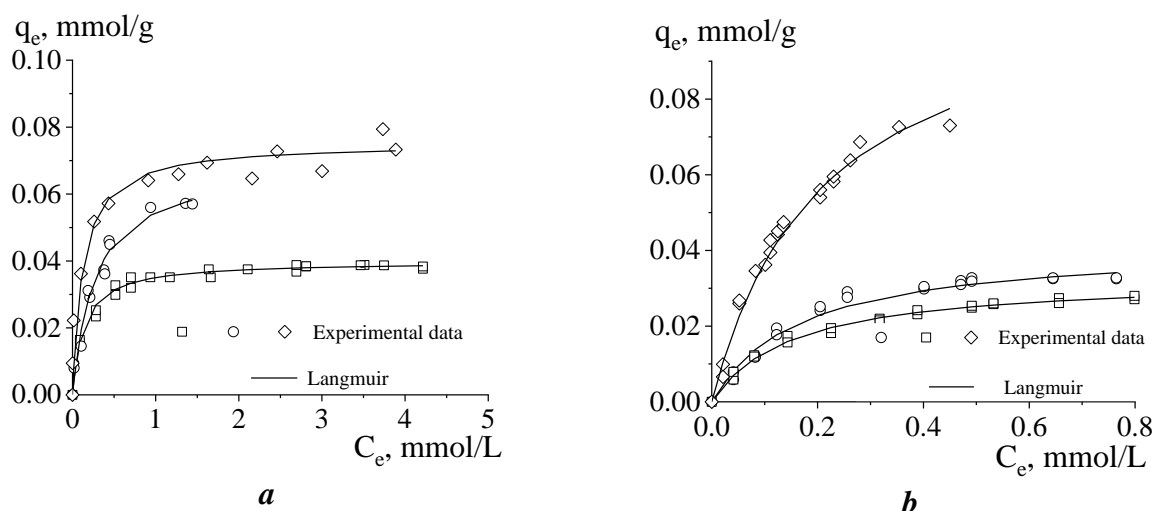 q_e, mmol/g
0.10
0.08
0.06
0.04
0.02
0.00
0
1
2
3
4
5
Experimental data
Langmuir
C_e, mmol/L
a
q_e, mmol/g
0.08
0.06
0.04
0.02
0.00
0.0
0.2
0.4
0.6
0.8
Experimental data
Langmuir
C_e, mmol/L
b